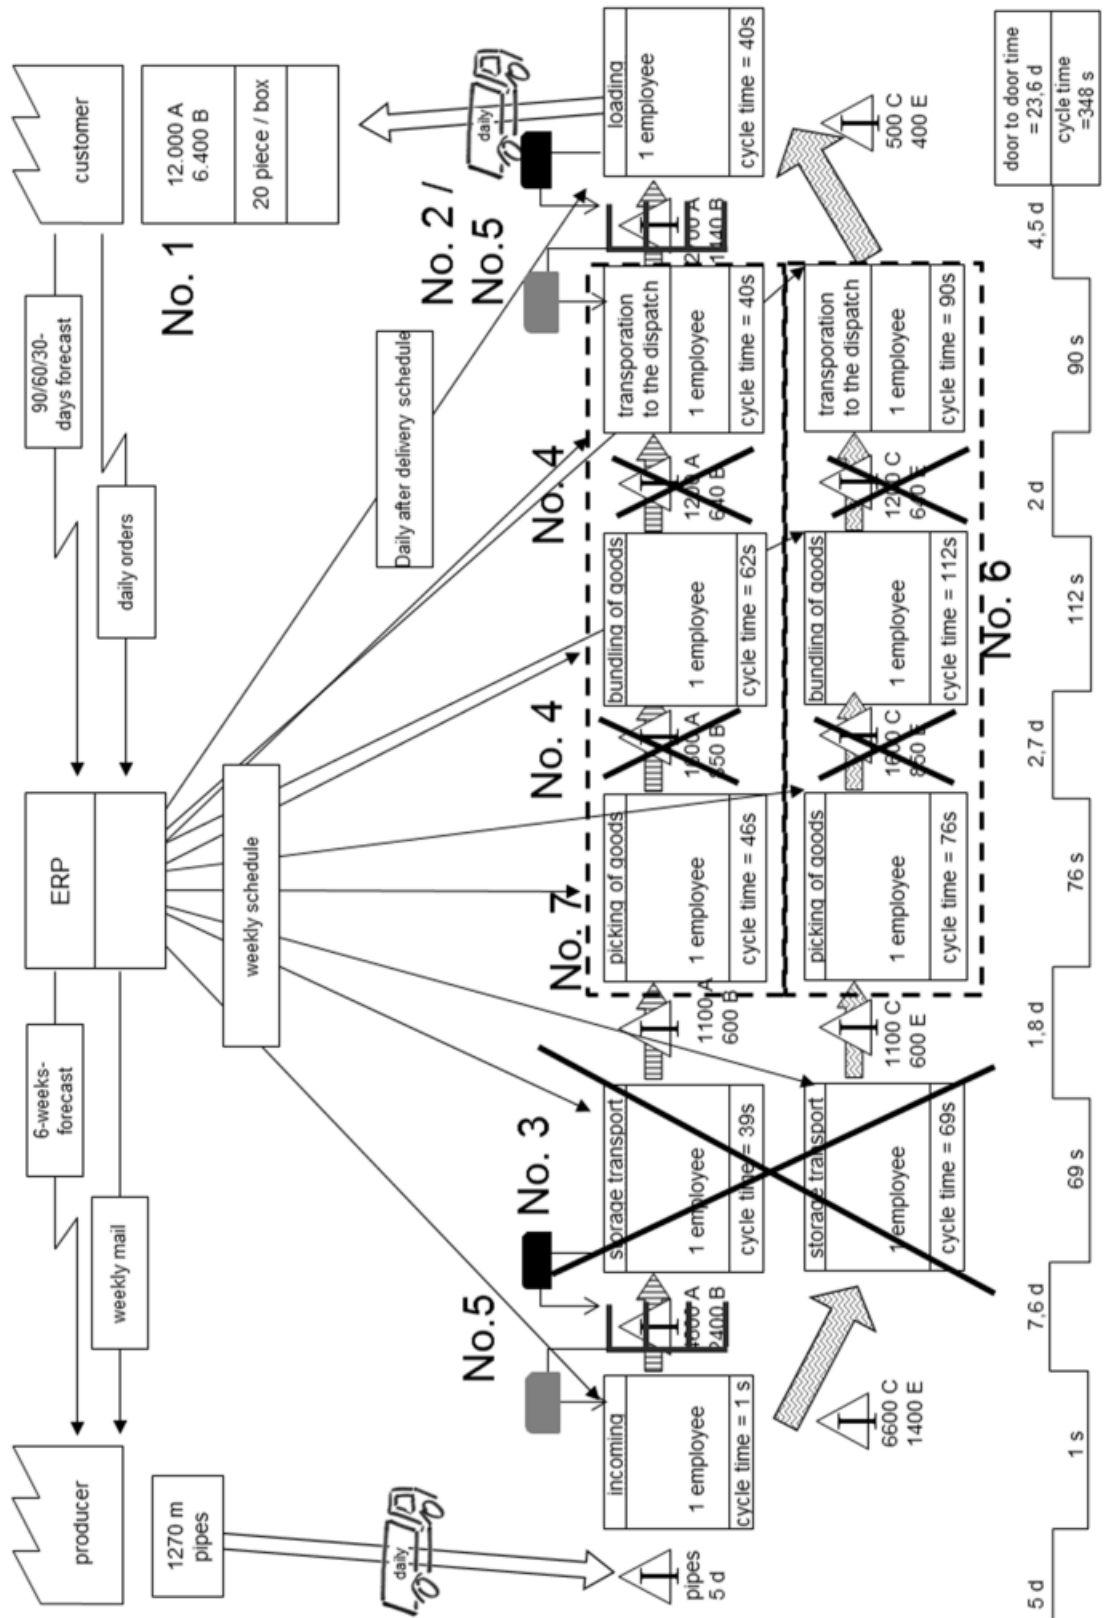 producer
1270 m
pipes
daily
pipes
5 d
6-weeks-
forecast
weekly mail
ERP
weekly schedule
90/60/30-
days forecast
daily orders
customer
12.000 A
6.400 B
20 piece / box
No. 1
Daily after delivery schedule
No. 2 /
No.5
daily
No.5
No. 3
No. 7
No. 4
No. 4
No. 6
incoming
1 employee
cycle time = 1 s
2400 B
storage transport
1 employee
cycle time = 39s
1100 A
600 B
picking of goods
1 employee
cycle time = 46s
bundling of goods
1 employee
cycle time = 62s
640 B
transporation
to the dispatch
1 employee
cycle time = 40s
loading
1 employee
cycle time = 40s
6600 C
1400 E
storage transport
1 employee
cycle time = 69s
1100 C
600 E
picking of goods
1 employee
cycle time = 76s
bundling of goods
1 employee
cycle time = 112s
transporation
to the dispatch
1 employee
cycle time = 90s
500 C
400 E
5 d
1 s
7,6 d
69 s
1,8 d
76 s
2,7 d
112 s
2 d
90 s
4,5 d
door to door time
= 23,6 d
cycle time
=348 s